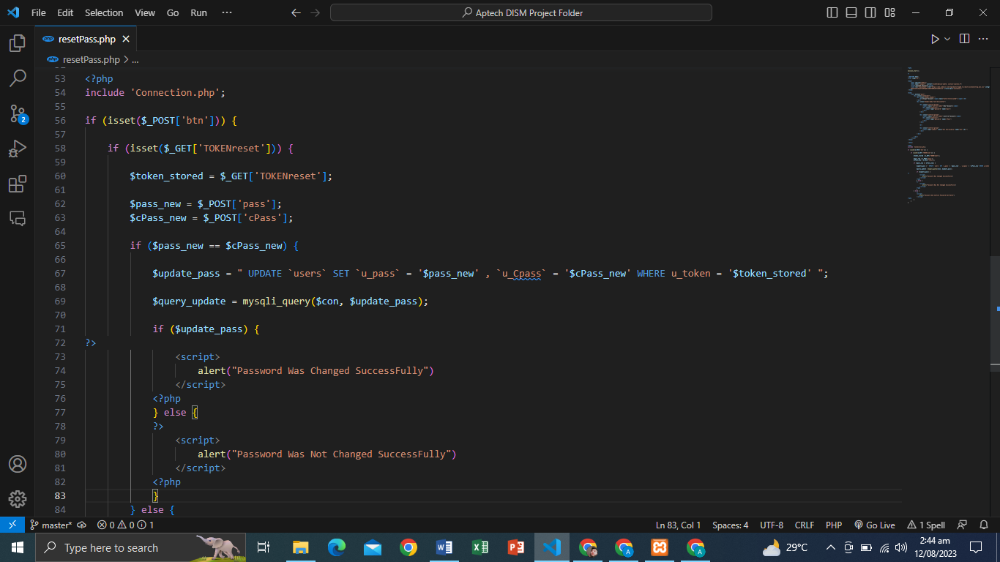 File Edit Selection View Go Run ··· Aptech DISM Project Folder
php resetPass.php
php resetPass.php > ...
53 <?php
54 include 'Connection.php';
55
56 if (isset($_POST['btn'])) {
57
58 if (isset($_GET['TOKENreset'])) {
59
60 $token_stored = $_GET['TOKENreset'];
61
62 $pass_new = $_POST['pass'];
63 $cPass_new = $_POST['cPass'];
64
65 if ($pass_new == $cPass_new) {
66
67 $update_pass = " UPDATE `users` SET `u_pass` = '$pass_new' , `u_Cpass` = '$cPass_new' WHERE u_token = '$token_stored' ";
68
69 $query_update = mysqli_query($con, $update_pass);
70
71 if ($update_pass) {
72 ?>
73 <script>
74 alert("Password Was Changed SuccessFully")
75 </script>
76 <?php
77 } else {
78 ?>
79 <script>
80 alert("Password Was Not Changed SuccessFully")
81 </script>
82 <?php
83 }
84 } else {
2
master* 0 0 1 Ln 83, Col 1 Spaces: 4 UTF-8 CRLF PHP Go Live 1 Spell
Type here to search 29°C 2:44 am
12/08/2023